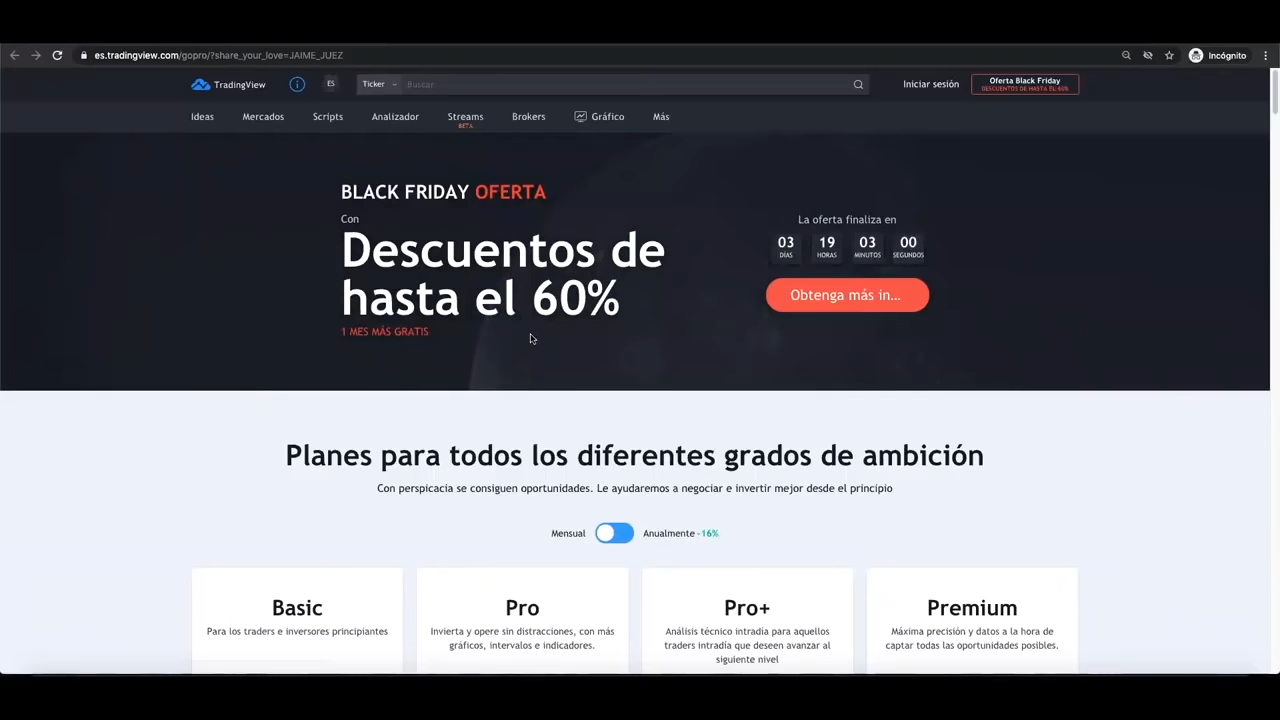 es.tradingview.com/gopro/?share_your_love=JAIME_JUEZ
Incógnito
TradingView
ES
Ticker
Buscar
Iniciar sesión
Oferta Black Friday
DESCUENTOS DE HASTA EL 60%
Ideas
Mercados
Scripts
Analizador
Streams
BETA
Brokers
Gráfico
Más
BLACK FRIDAY OFERTA
Con
Descuentos de
hasta el 60%
1 MES MÁS GRATIS
La oferta finaliza en
03 19 03 00
DÍAS HORAS MINUTOS SEGUNDOS
Obtenga más in...
Planes para todos los diferentes grados de ambición
Con perspicacia se consiguen oportunidades. Le ayudaremos a negociar e invertir mejor desde el principio
Mensual
Anualmente -16%
Basic
Para los traders e inversores principiantes
Pro
Invierta y opere sin distracciones, con más
gráficos, intervalos e indicadores.
Pro+
Análisis técnico intradía para aquellos
traders intradía que deseen avanzar al
siguiente nivel
Premium
Máxima precisión y datos a la hora de
captar todas las oportunidades posibles.